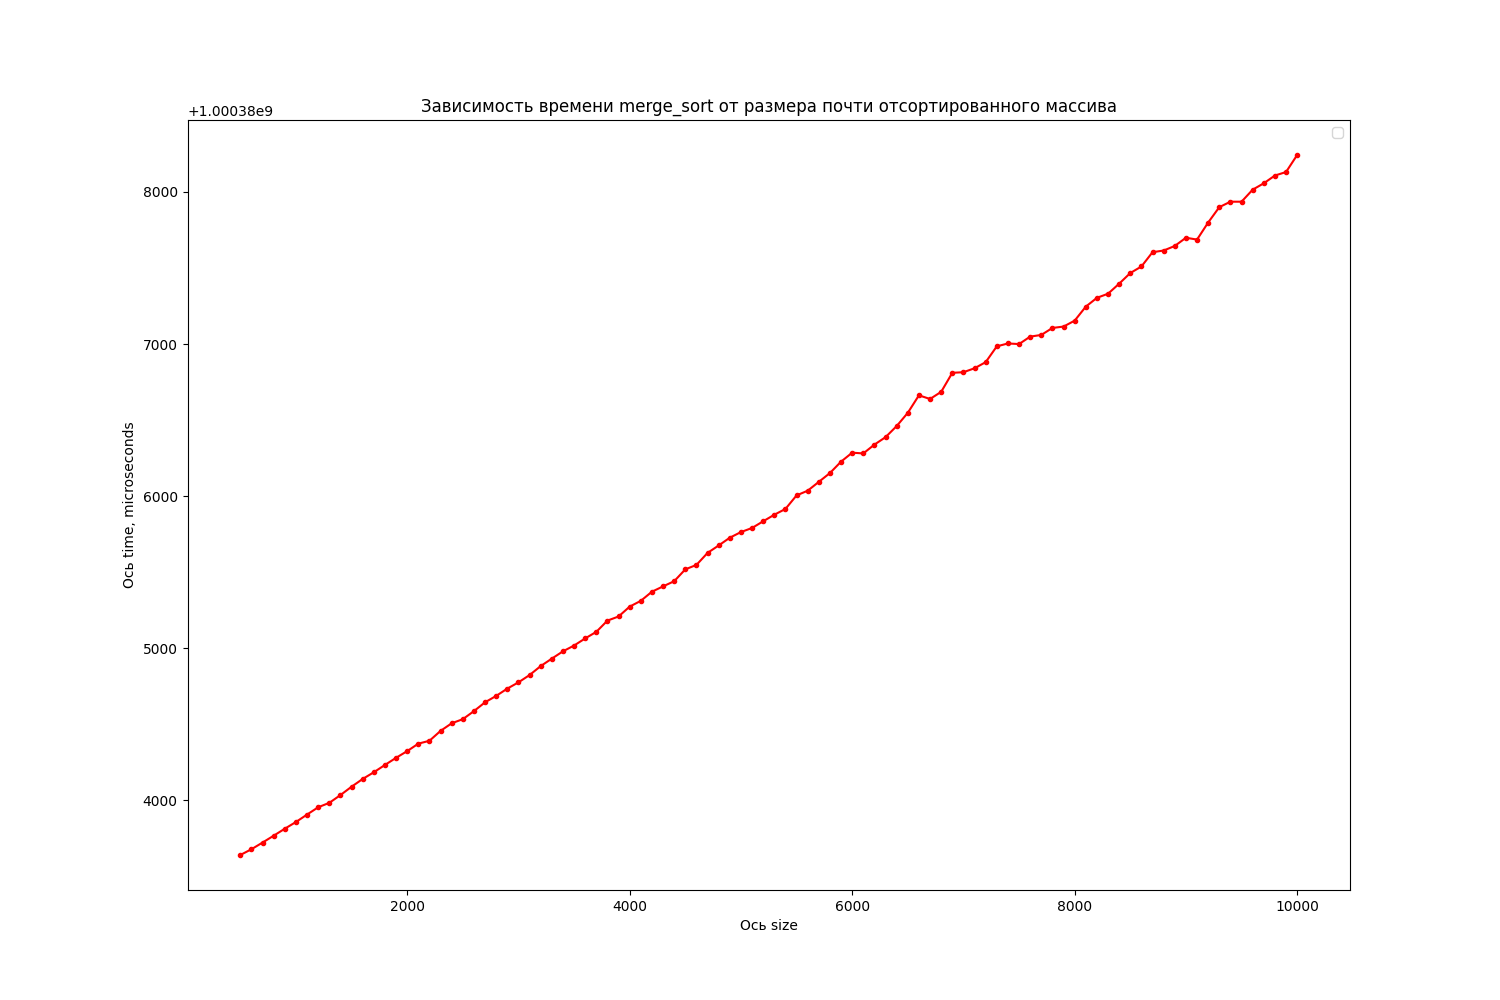 +1.00038e9
Зависимость времени merge_sort от размера почти отсортированного массива
8000
7000
6000
5000
4000
Ось time, microseconds
2000 4000 6000 8000 10000
Ось size